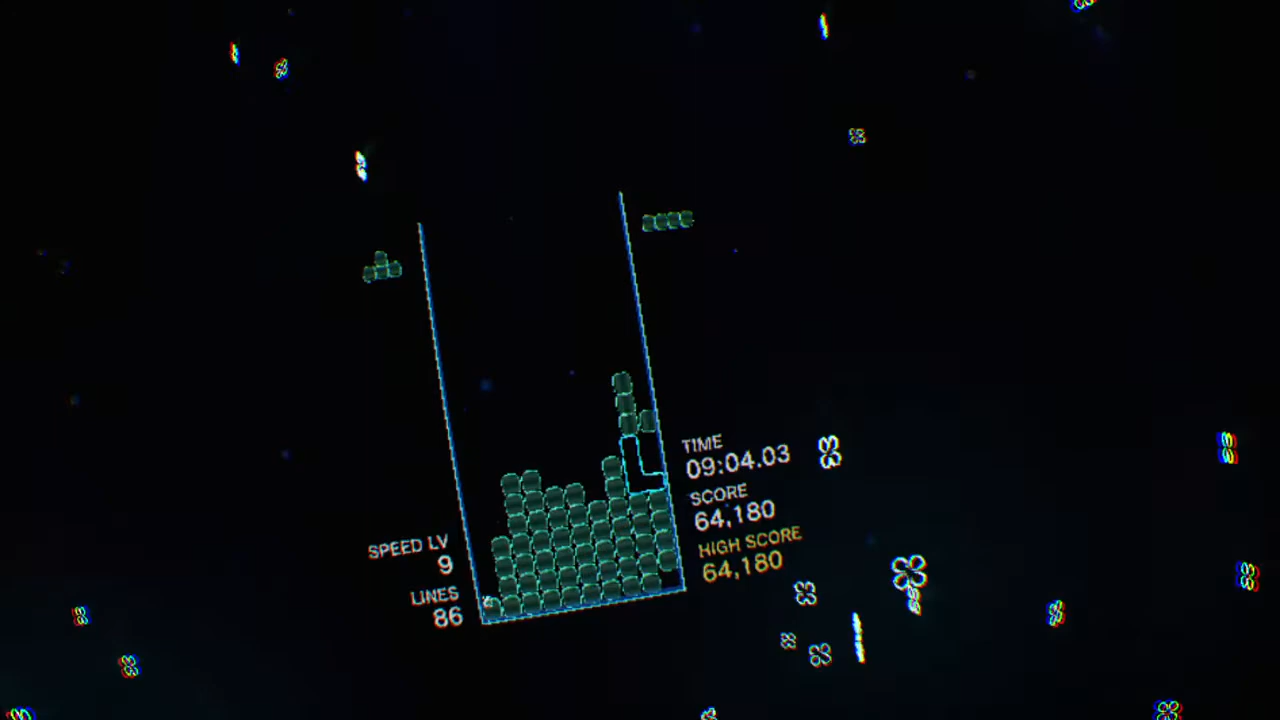 SPEED LV
9
LINES
86
TIME
09:04.03
SCORE
64,180
HIGH SCORE
64,180